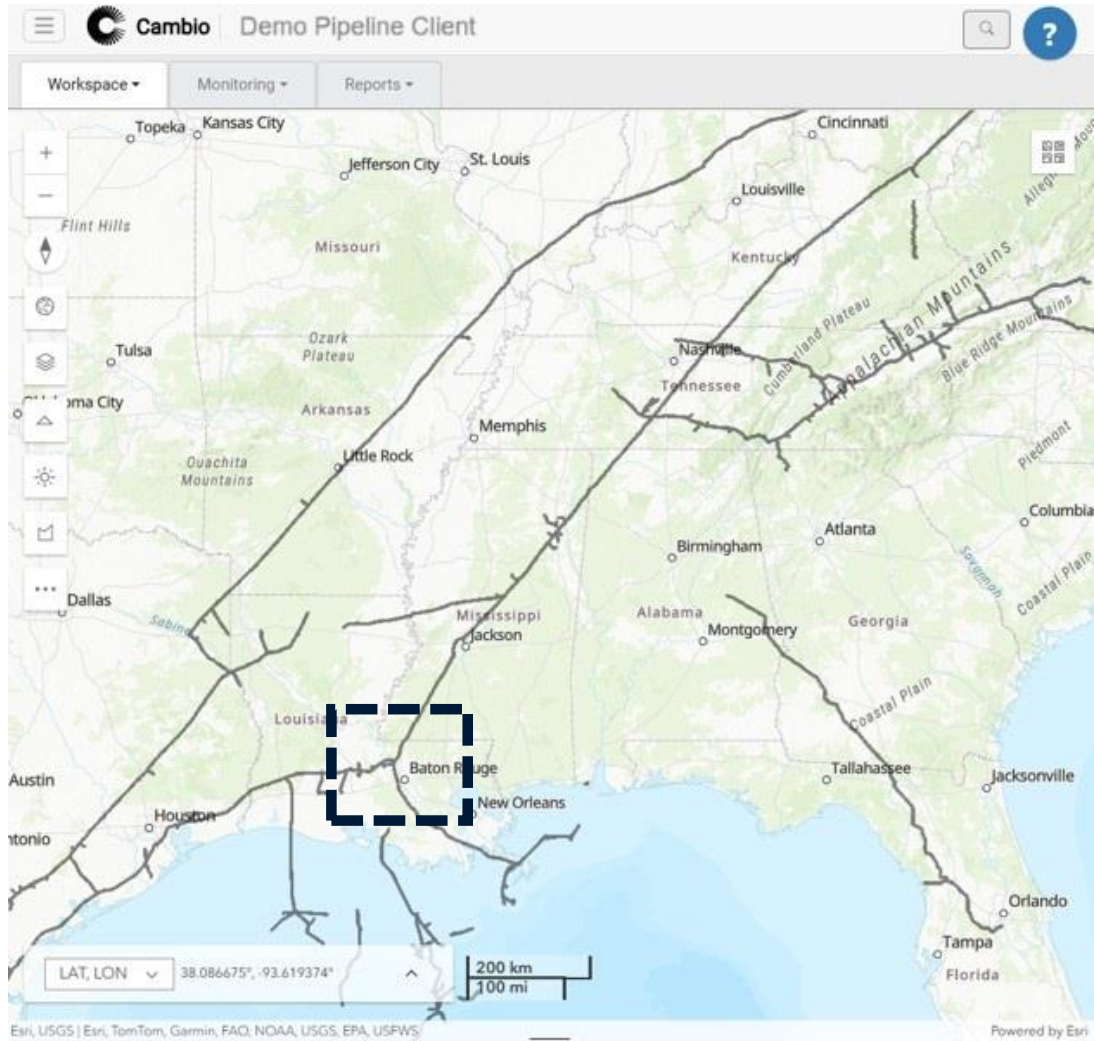 Cambio
Demo Pipeline Client
?
Workspace
Monitoring
Reports
Topeka
Kansas City
Cincinnati
Jefferson City
St. Louis
Louisville
Flint Hills
Missouri
Kentucky
Ozark
Plateau
Tulsa
Nashville
Cumberland Plateau
Appalachian Mountains
Blue Ridge Mountains
Tennessee
oma City
Arkansas
Memphis
Little Rock
Ouachita
Mountains
Piedmont
Columbia
Atlanta
Birmingham
Savannah
Coastal Plain
Dallas
Sabine
Mississippi
Jackson
Alabama
Montgomery
Georgia
Louisiana
Coastal Plain
Baton Rouge
Tallahassee
Jacksonville
Austin
New Orleans
Houston
ntonio
Orlando
Tampa
Florida
LAT, LON
38.086675°, -93.619374°
200 km
100 mi
Esri, USGS | Esri, TomTom, Garmin, FAO, NOAA, USGS, EPA, USFWS
Powered by Esri